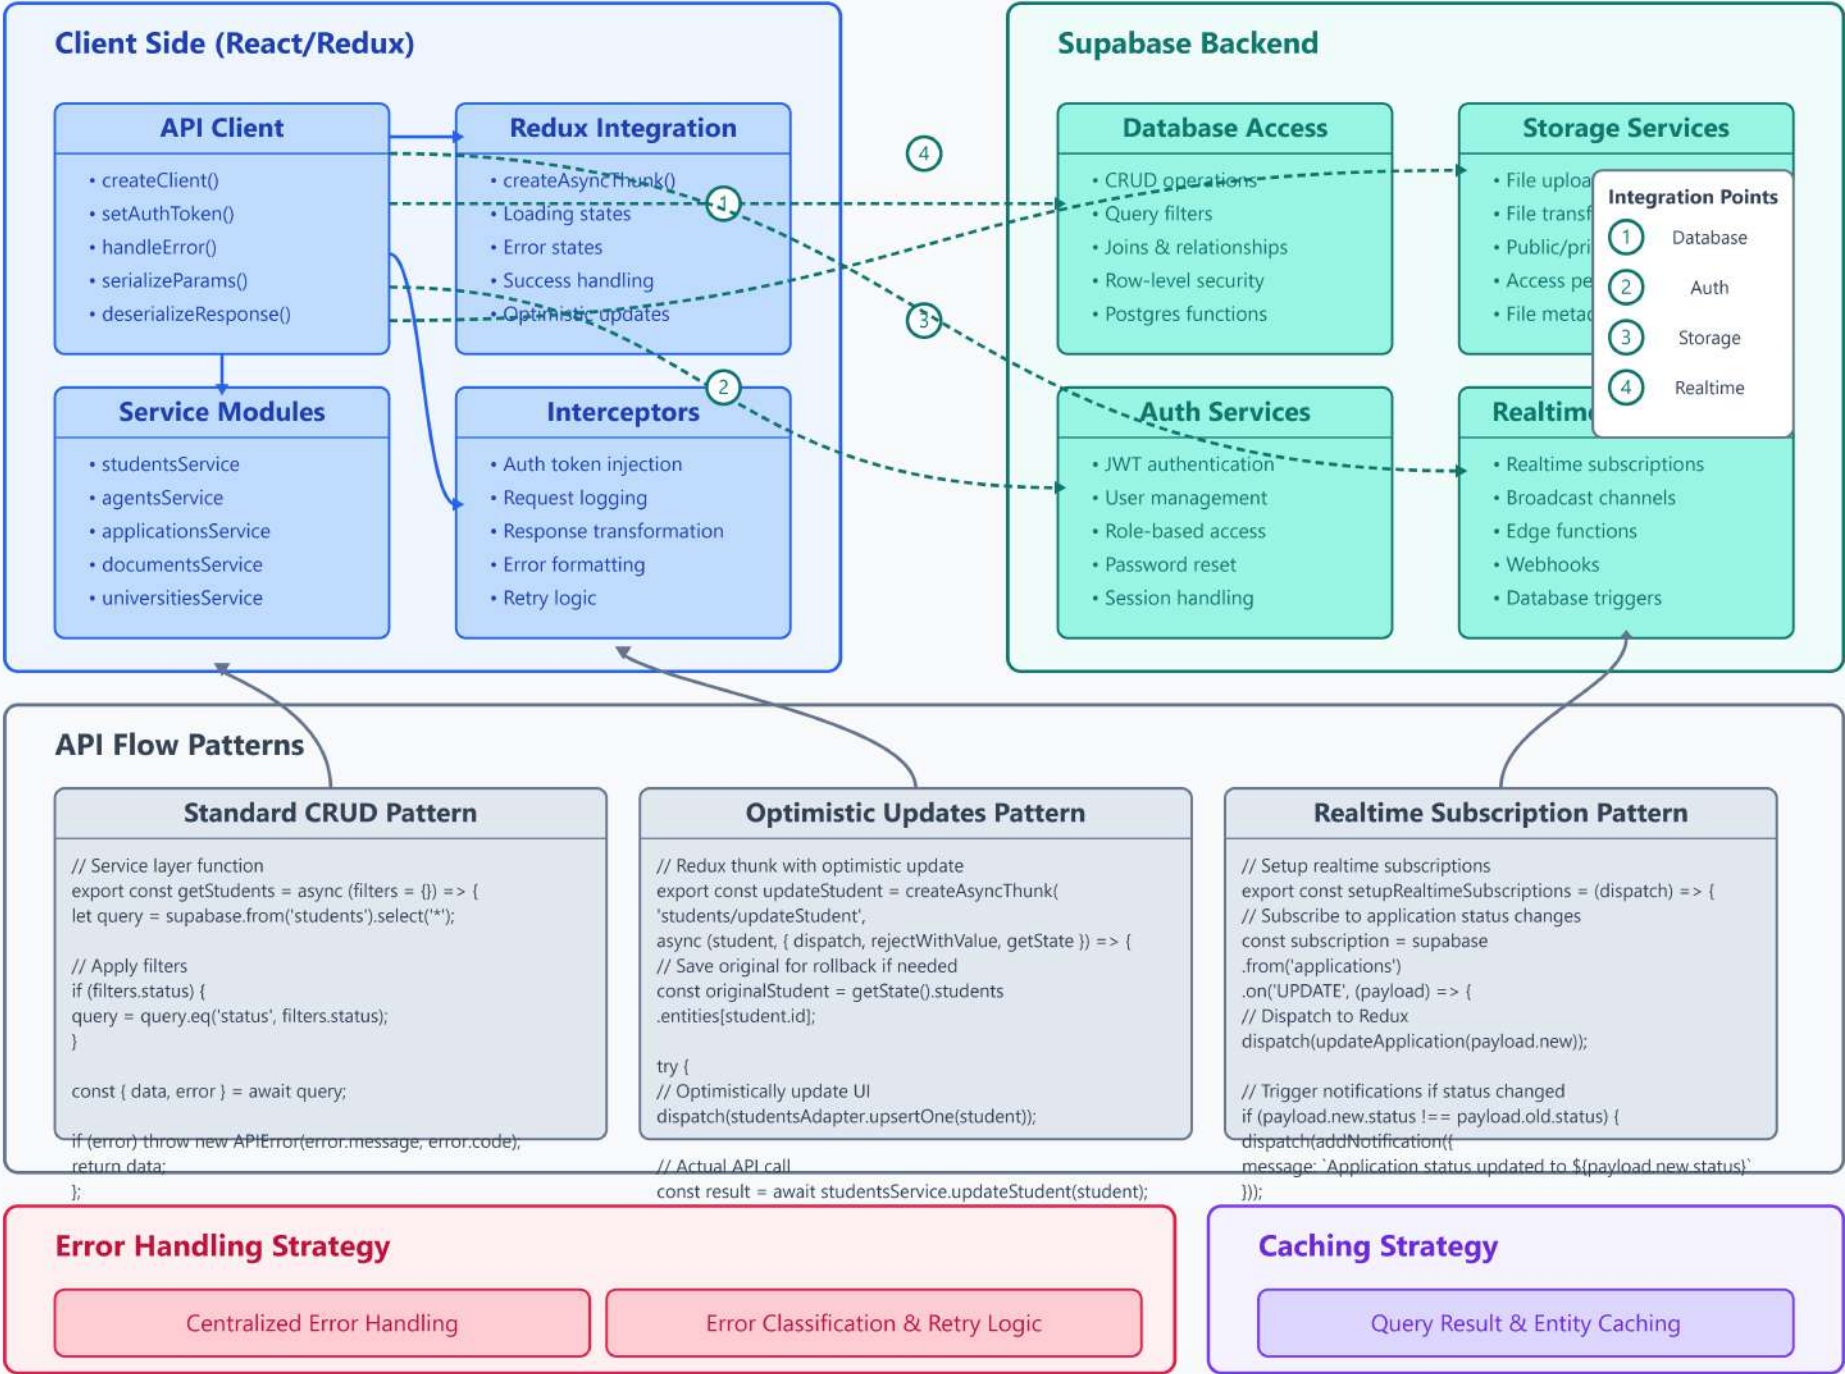 Client Side (React/Redux)
API Client
• createClient()
• setAuthToken()
• handleError()
• serializeParams()
• deserializeResponse()
Redux Integration
• createAsyncThunk()
• Loading states
• Error states
• Success handling
• Optimistic updates
Service Modules
• studentsService
• agentsService
• applicationsService
• documentsService
• universitiesService
Interceptors
• Auth token injection
• Request logging
• Response transformation
• Error formatting
• Retry logic
1
2
3
4
Supabase Backend
Database Access
• CRUD operations
• Query filters
• Joins & relationships
• Row-level security
• Postgres functions
Storage Services
• File
• File
•
• Access
• File
Integration Points
1 Database
2 Auth
3 Storage
4 Realtime
Auth Services
• JWT authentication
• User management
• Role-based access
• Password reset
• Session handling
Realtime
• Realtime subscriptions
• Broadcast channels
• Edge functions
• Webhooks
• Database triggers
API Flow Patterns
Standard CRUD Pattern
// Service layer function
export const getStudents = async (filters = {}) => {
let query = supabase.from('students').select('*');
// Apply filters
if (filters.status) {
query = query.eq('status', filters.status);
}
const { data, error } = await query;
if (error) throw new APIError(error.message, error.code);
return data;
};
Optimistic Updates Pattern
// Redux thunk with optimistic update
export const updateStudent = createAsyncThunk(
'students/updateStudent',
async (student, { dispatch, rejectWithValue, getState }) => {
// Save original for rollback if needed
const originalStudent = getState().students
.entities[student.id];
try {
// Optimistically update UI
dispatch(studentsAdapter.upsertOne(student));
// Actual API call
const result = await studentsService.updateStudent(student);
Realtime Subscription Pattern
// Setup realtime subscriptions
export const setupRealtimeSubscriptions = (dispatch) => {
// Subscribe to application status changes
const subscription = supabase
.from('applications')
.on('UPDATE', (payload) => {
// Dispatch to Redux
dispatch(updateApplication(payload.new));
// Trigger notifications if status changed
if (payload.new.status !== payload.old.status) {
dispatch(addNotification({
message: `Application status updated to ${payload.new.status}`
}));
Error Handling Strategy
Centralized Error Handling
Error Classification & Retry Logic
Caching Strategy
Query Result & Entity Caching